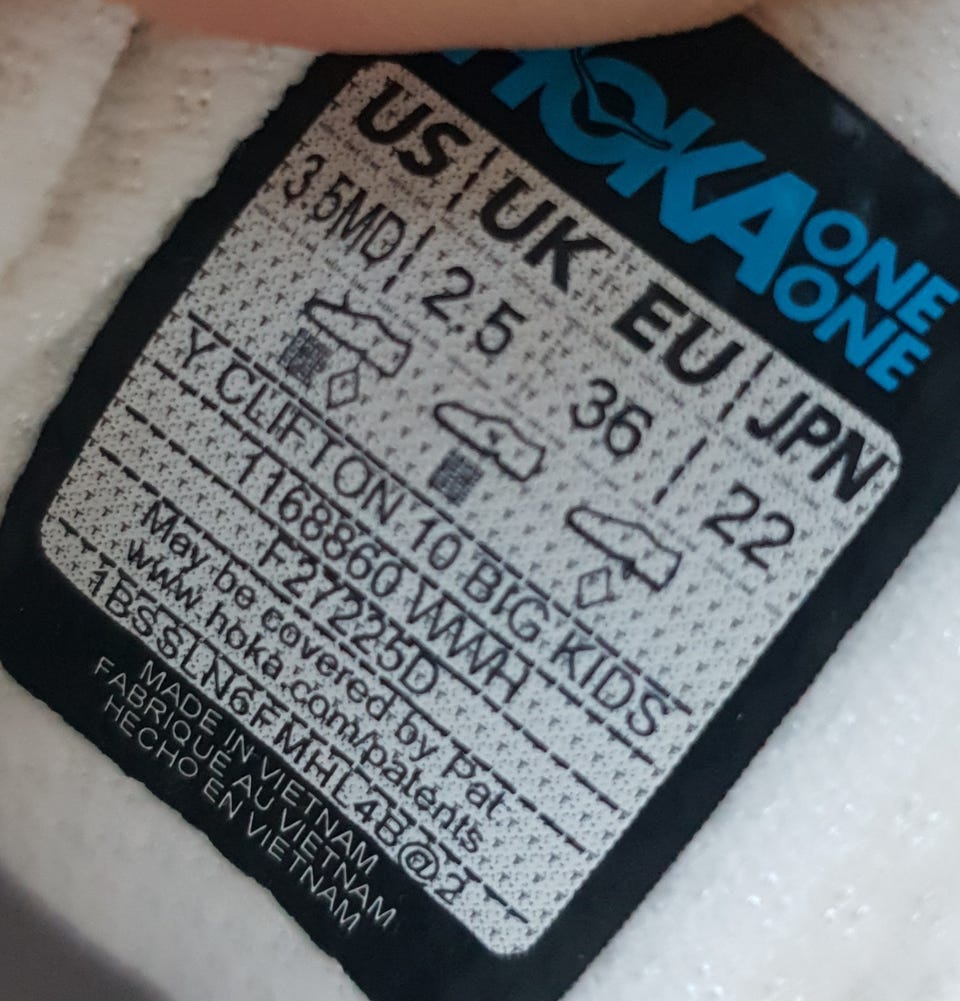 HOKA
ONE
ONE
US UK EU JPN
3.5MD 2.5 36 22
Y CLIFTON 10 BIG KIDS
1168860 WWH
F27225D
May be covered by Pat
www.hoka.com/patents
1BSSLN6FMHL4B@2
MADE IN VIETNAM
FABRIQUÉ AU VIETNAM
HECHO EN VIETNAM